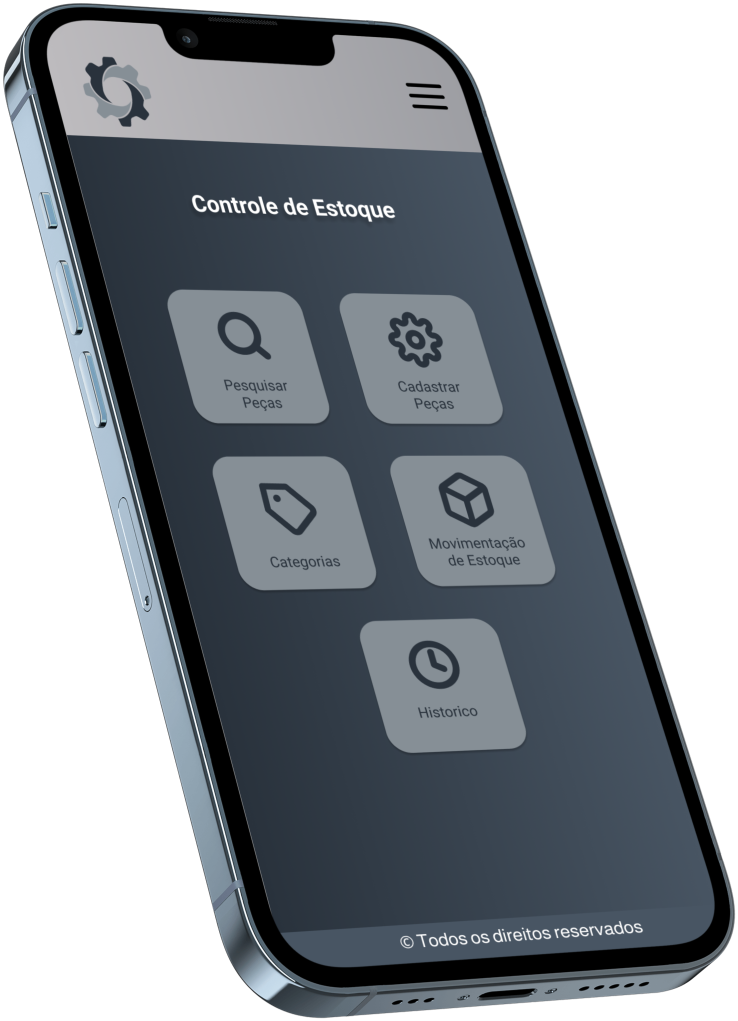 Controle de Estoque
Pesquisar
Peças
Cadastrar
Peças
Categorias
Movimentação
de Estoque
Historico
© Todos os direitos reservados